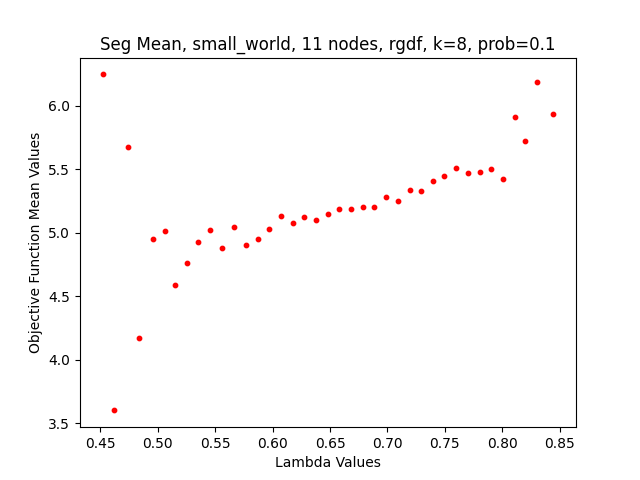 Seg Mean, small_world, 11 nodes, rgdf, k=8, prob=0.1
Objective Function Mean Values
6.0
5.5
5.0
4.5
4.0
3.5
0.45 0.50 0.55 0.60 0.65 0.70 0.75 0.80 0.85
Lambda Values